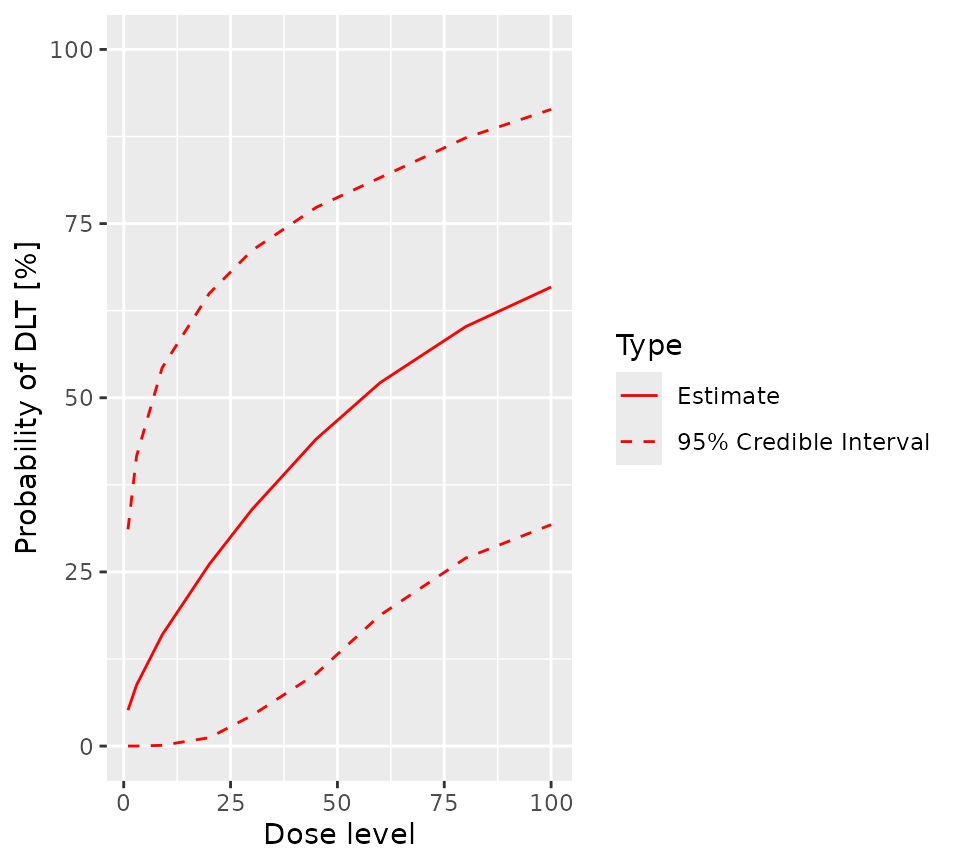 Probability of DLT [%]
100
75
50
25
0
0 25 50 75 100
Dose level
Type
Estimate
95% Credible Interval